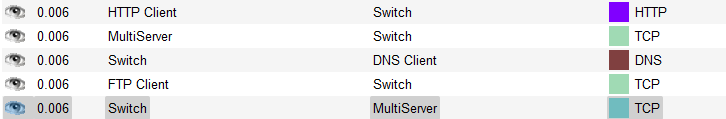 0.006 HTTP Client Switch HTTP
0.006 MultiServer Switch TCP
0.006 Switch DNS Client DNS
0.006 FTP Client Switch TCP
0.006 Switch MultiServer TCP